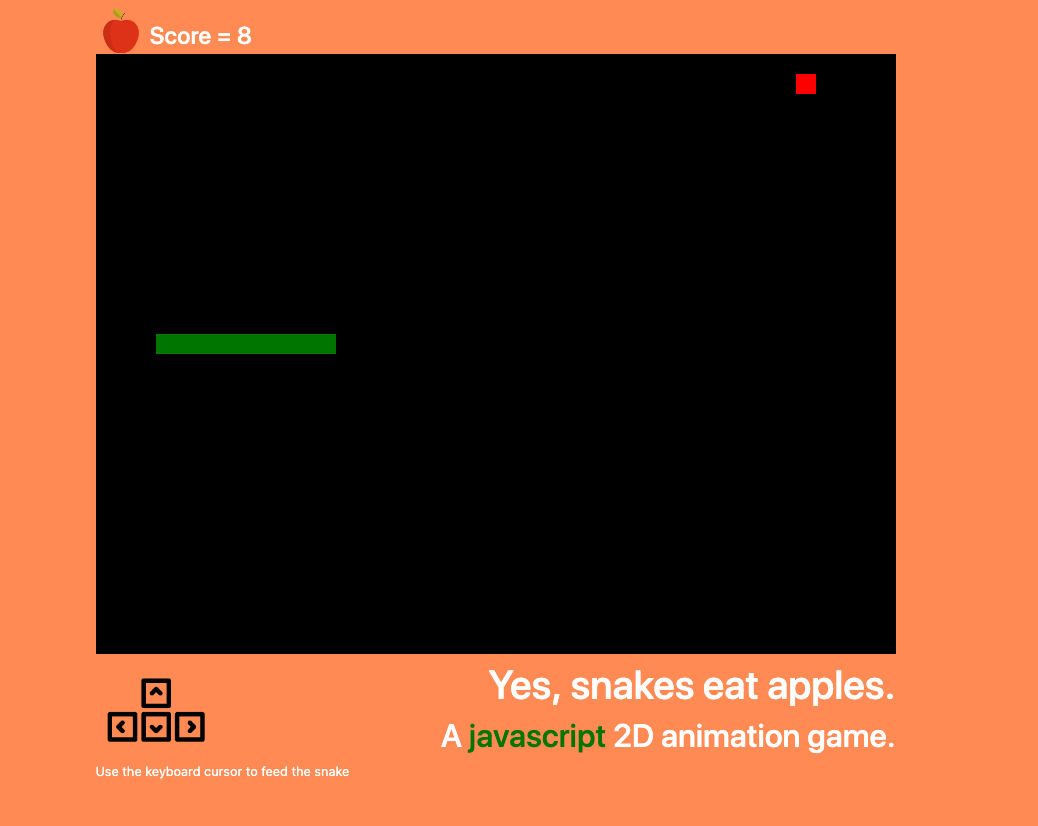 Score = 8
Yes, snakes eat apples.
A javascript 2D animation game.
Use the keyboard cursor to feed the snake